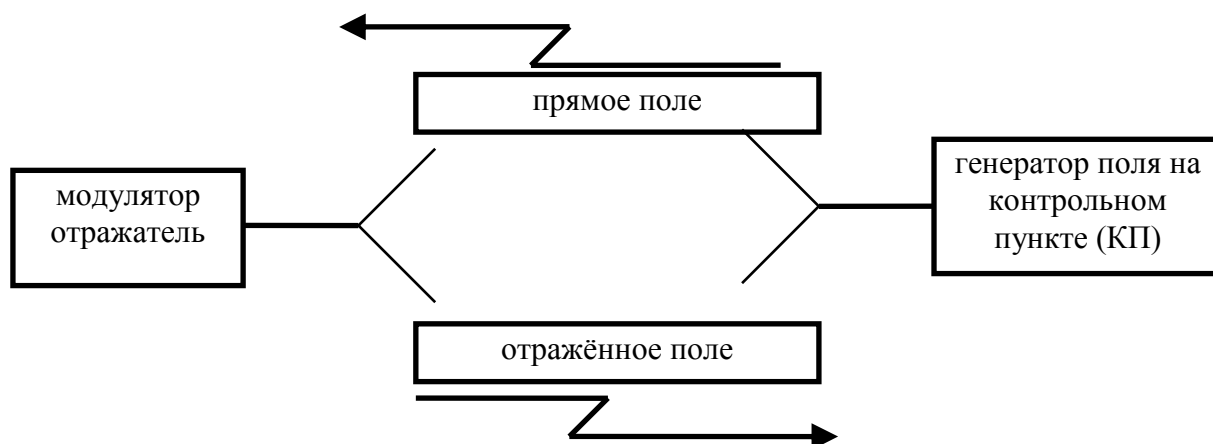 прямое поле
модулятор
отражатель
генератор поля на
контрольном
пункте (КП)
отражённое поле